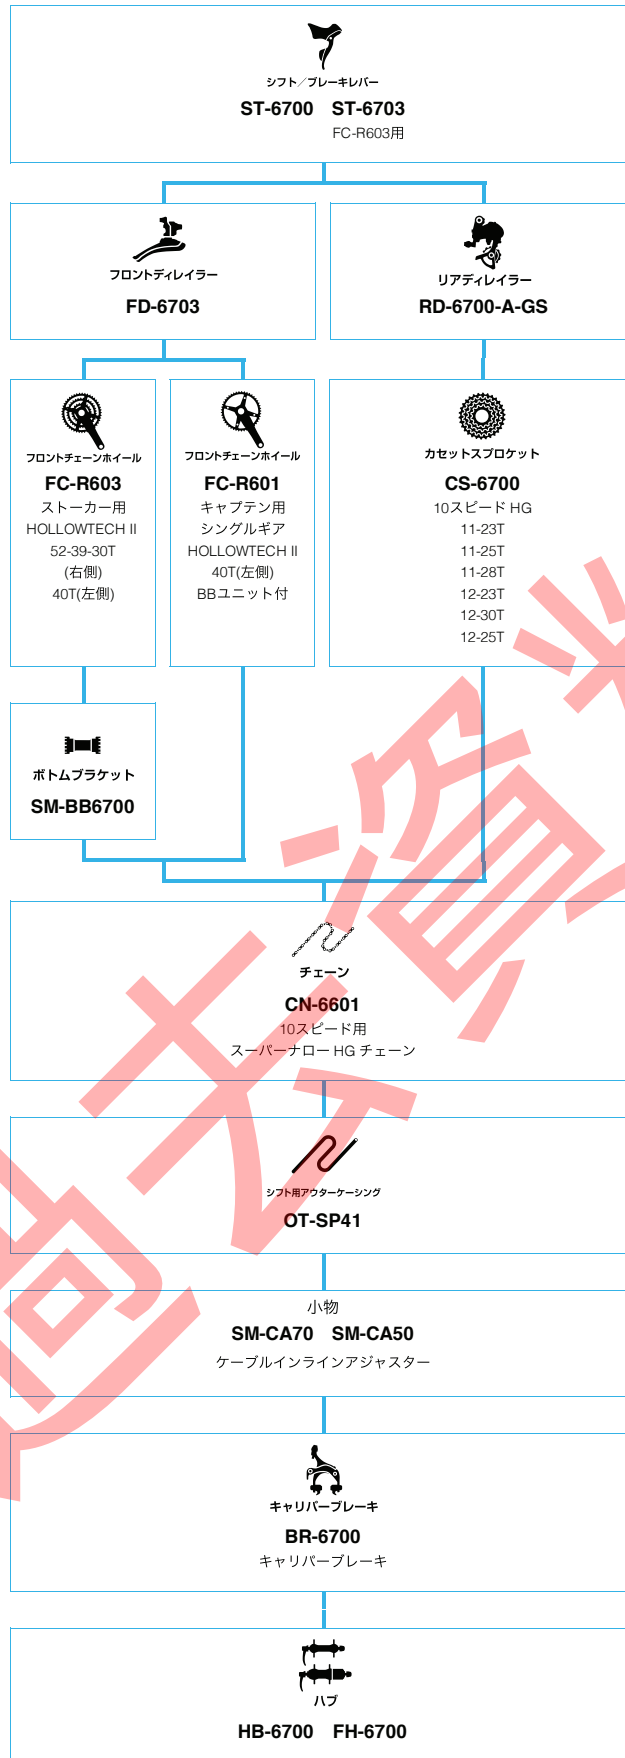 シフト／ブレーキレバー
ST-6700 ST-6703
FC-R603用
フロントディレイラー
FD-6703
リアディレイラー
RD-6700-A-GS
フロントチェーンホイール
FC-R603
ストーカー用
HOLLOWTECH II
52-39-30T
(右側)
40T(左側)
フロントチェーンホイール
FC-R601
キャプテン用
シングルギア
HOLLOWTECH II
40T(左側)
BBユニット付
カセットスプロケット
CS-6700
10スピード HG
11-23T
11-25T
11-28T
12-23T
12-30T
12-25T
ボトムブラケット
SM-BB6700
チェーン
CN-6601
10スピード用
スーパーナロー HG チェーン
シフト用アウターケーシング
OT-SP41
小物
SM-CA70 SM-CA50
ケーブルインラインアジャスター
キャリパーブレーキ
BR-6700
キャリパーブレーキ
ハブ
HB-6700 FH-6700
過去資料